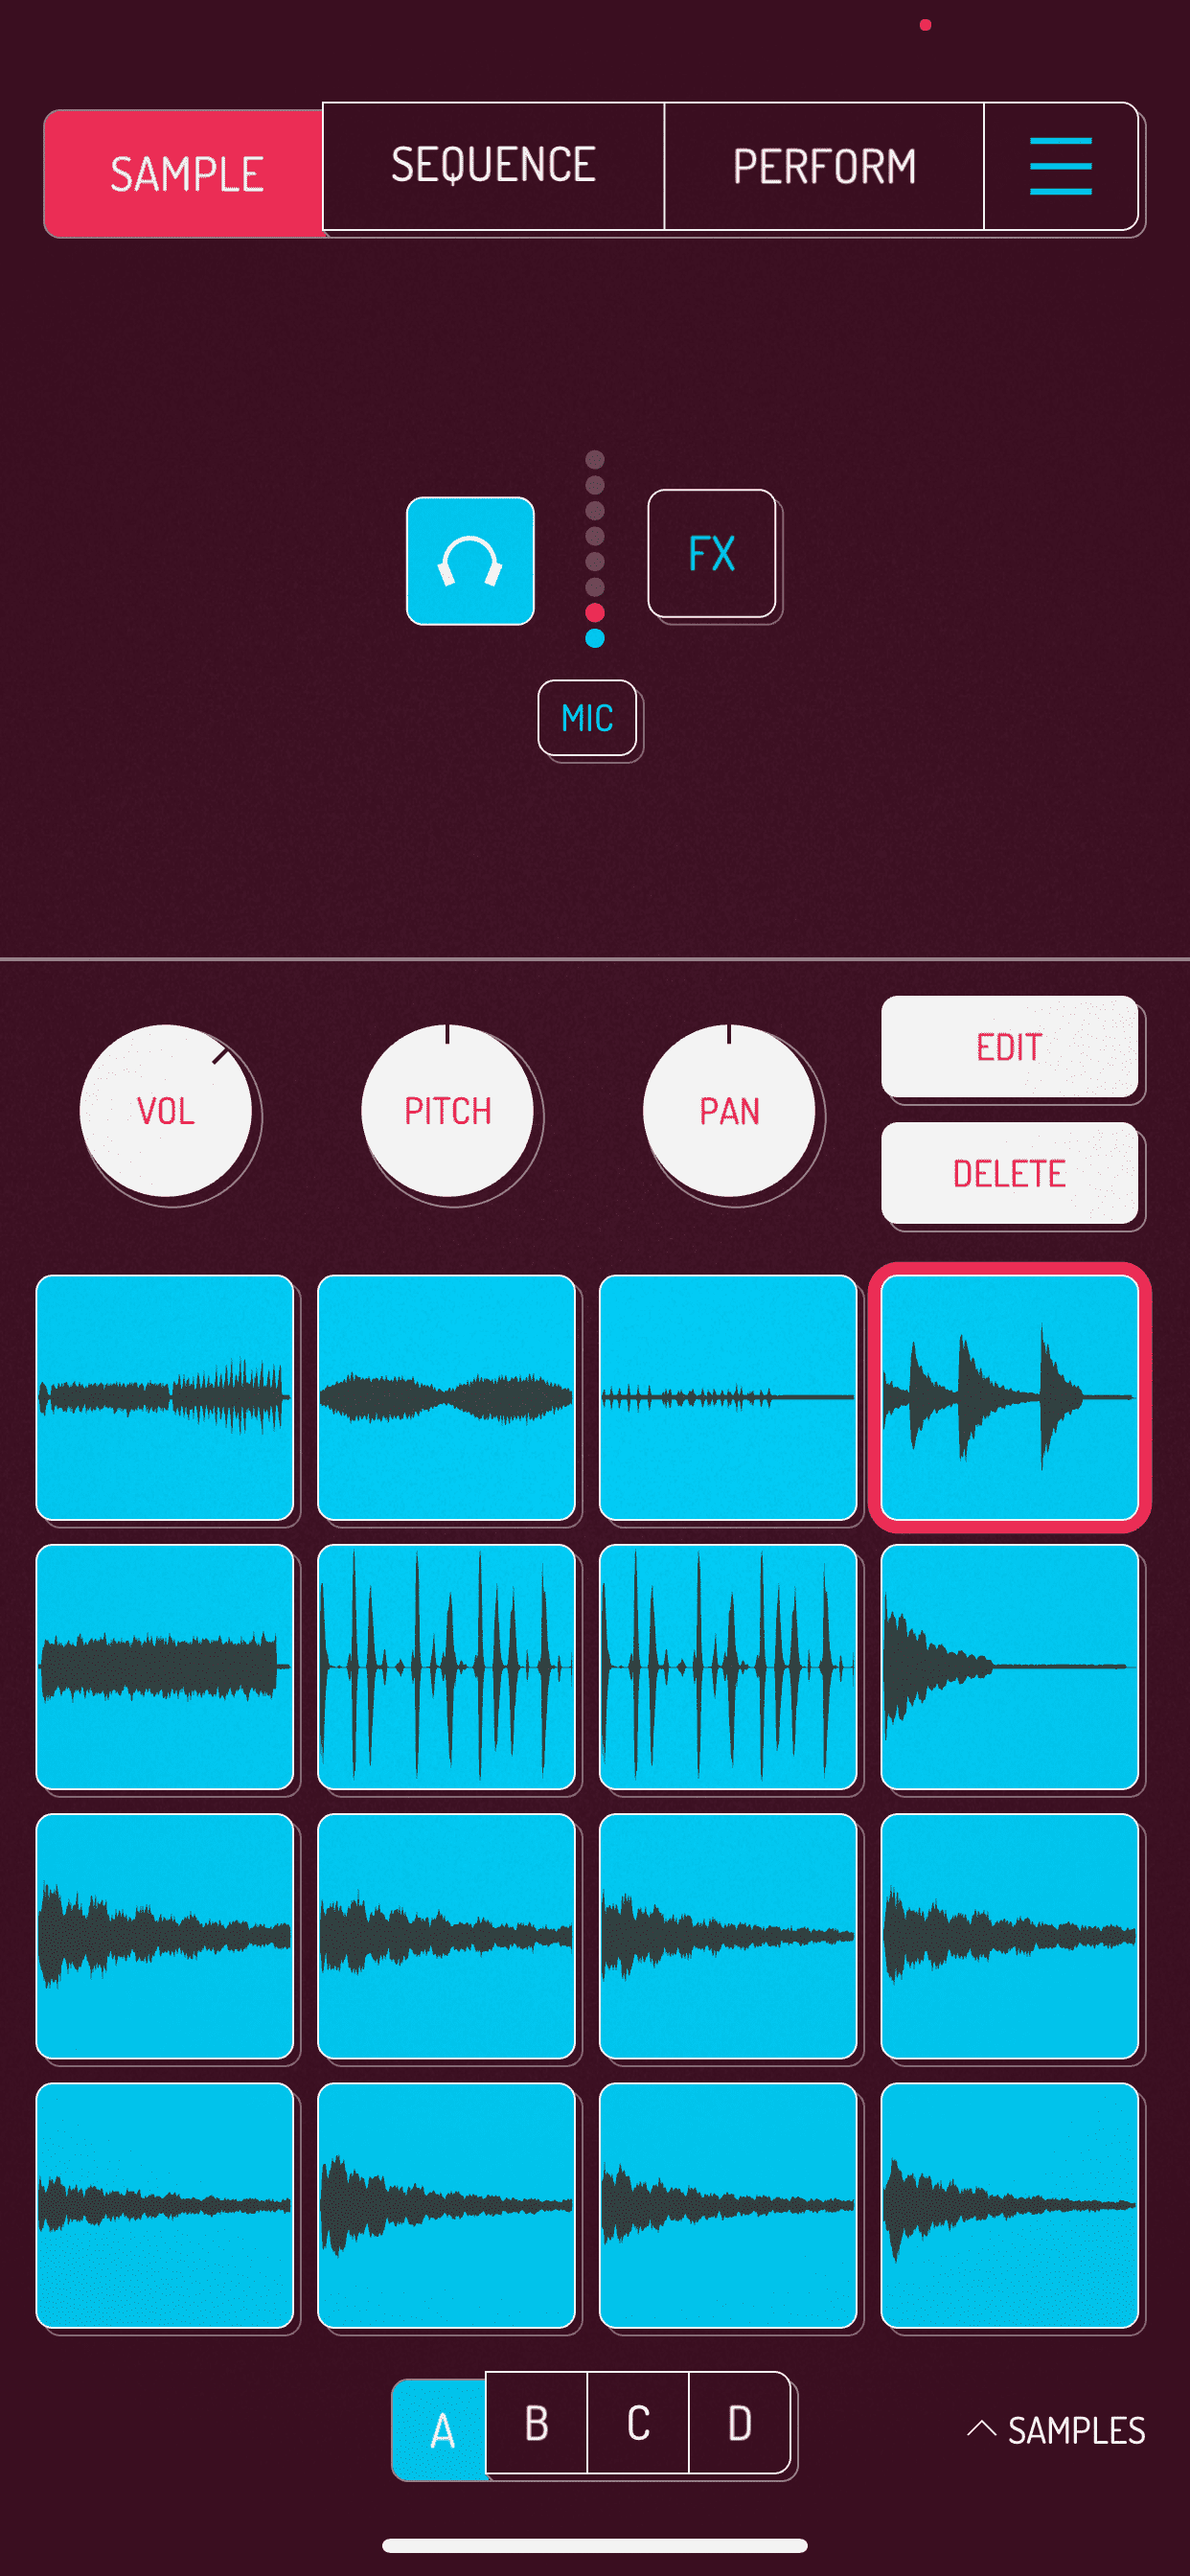 SAMPLE SEQUENCE PERFORM
FX
MIC
VOL PITCH PAN EDIT
DELETE
A B C D SAMPLES